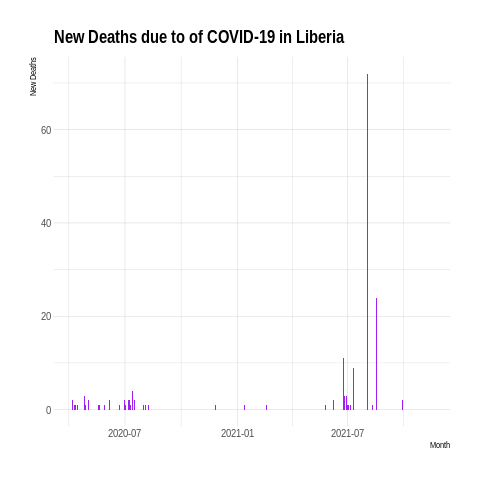 New Deaths due to of COVID-19 in Liberia
New Deaths
60
40
20
0
2020-07
2021-01
2021-07
Month